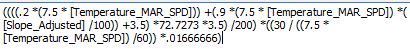 ((((.2 *(7.5 * [Temperature_MAR_SPD])) +(.9 *(7.5 * [Temperature_MAR_SPD]) *(
[Slope_Adjusted] /100)) +3.5) *72.7273 *3.5) /200) *((30 / ((7.5 *
[Temperature_MAR_SPD]) /60)) *.01666666)